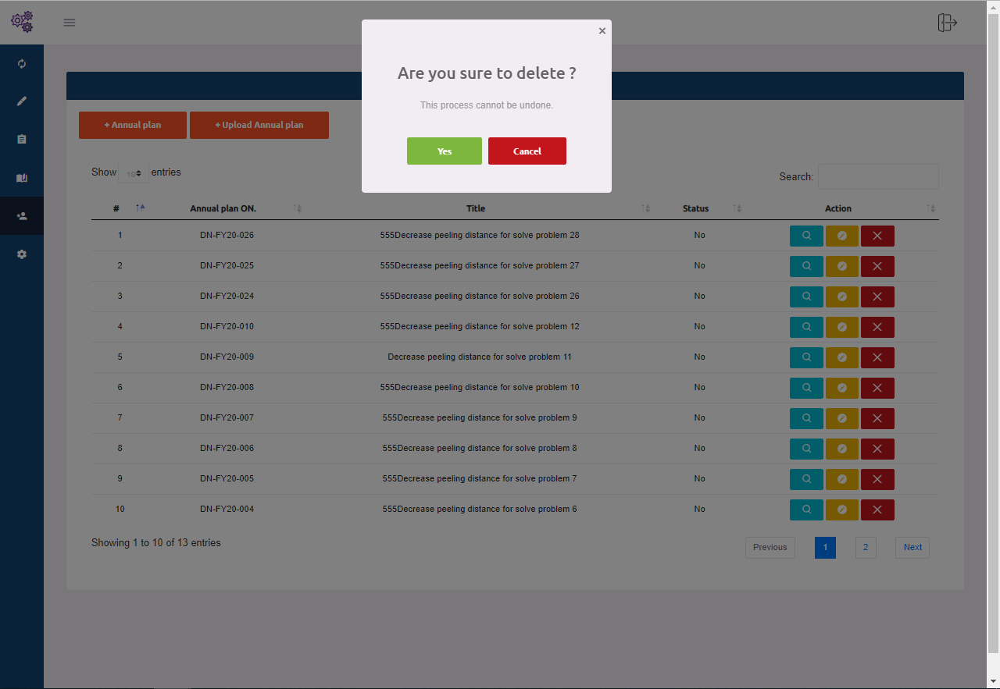 ×
Are you sure to delete ?
This process cannot be undone.
Yes Cancel
+ Annual plan + Upload Annual plan
Show 10 entries Search:
# Annual plan ON. Title Status Action
1 DN-FY20-026 555Decrease peeling distance for solve problem 28 No
2 DN-FY20-025 555Decrease peeling distance for solve problem 27 No
3 DN-FY20-024 555Decrease peeling distance for solve problem 26 No
4 DN-FY20-010 555Decrease peeling distance for solve problem 12 No
5 DN-FY20-009 Decrease peeling distance for solve problem 11 No
6 DN-FY20-008 555Decrease peeling distance for solve problem 10 No
7 DN-FY20-007 555Decrease peeling distance for solve problem 9 No
8 DN-FY20-006 555Decrease peeling distance for solve problem 8 No
9 DN-FY20-005 555Decrease peeling distance for solve problem 7 No
10 DN-FY20-004 555Decrease peeling distance for solve problem 6 No
Showing 1 to 10 of 13 entries Previous 1 2 Next